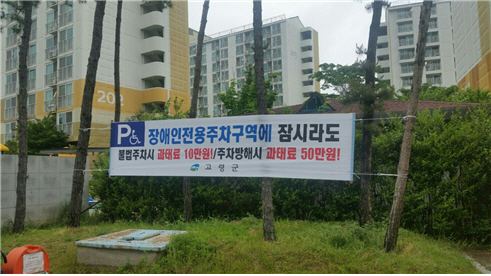 202
P 장애인전용주차구역에 잠시라도
불법주차시 과태료 10만원!/주차방해시 과태료 50만원!
고령군